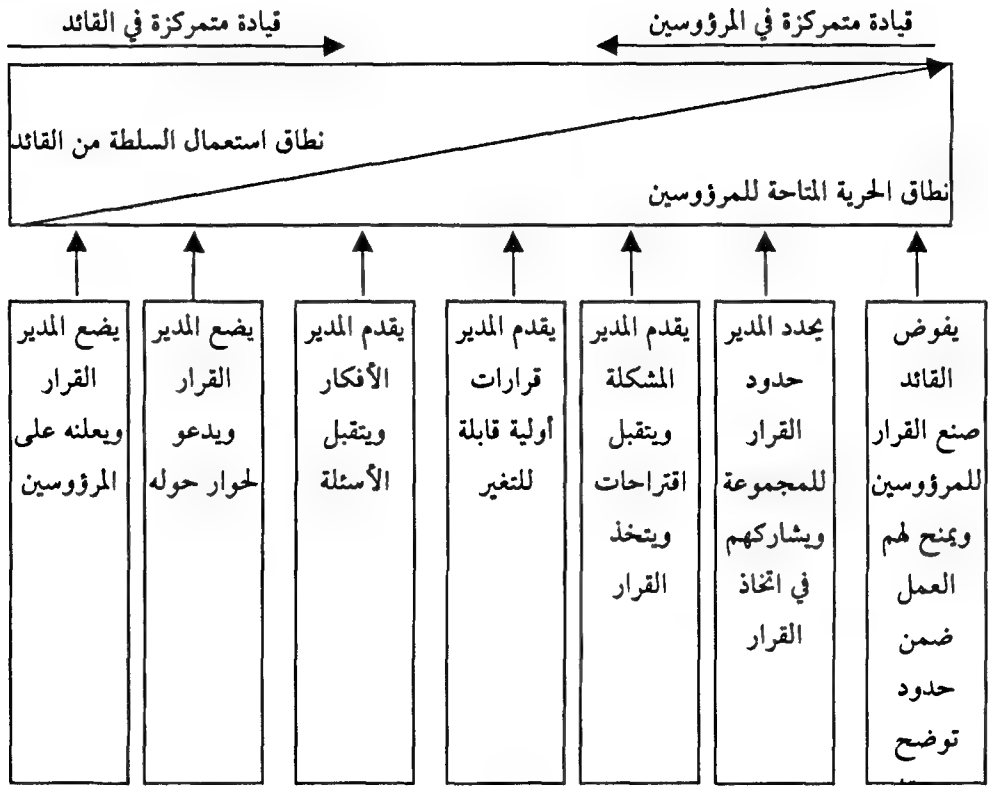 قيادة متمركزة في المرؤوسين
قيادة متمركزة في القائد
نطاق استعمال السلطة من القائد
نطاق الحرية المتاحة للمرؤوسين
يفوض
القائد
صنع القرار
للمرؤوسين
ويمنح لهم
العمل
ضمن
حدود
توضح
يحدد المدير
حدود
القرار
للمجموعة
ويشاركهم
في اتخاذ
القرار
يقدم المدير
المشكلة
ويتقبل
اقتراحات
ويتخذ
القرار
يقدم المدير
قرارات
أولية قابلة
للتغير
يقدم المدير
الأفكار
ويتقبل
الأسئلة
يضع المدير
القرار
ويدعو
لحوار حوله
يضع المدير
القرار
ويعلنه على
المرؤوسين